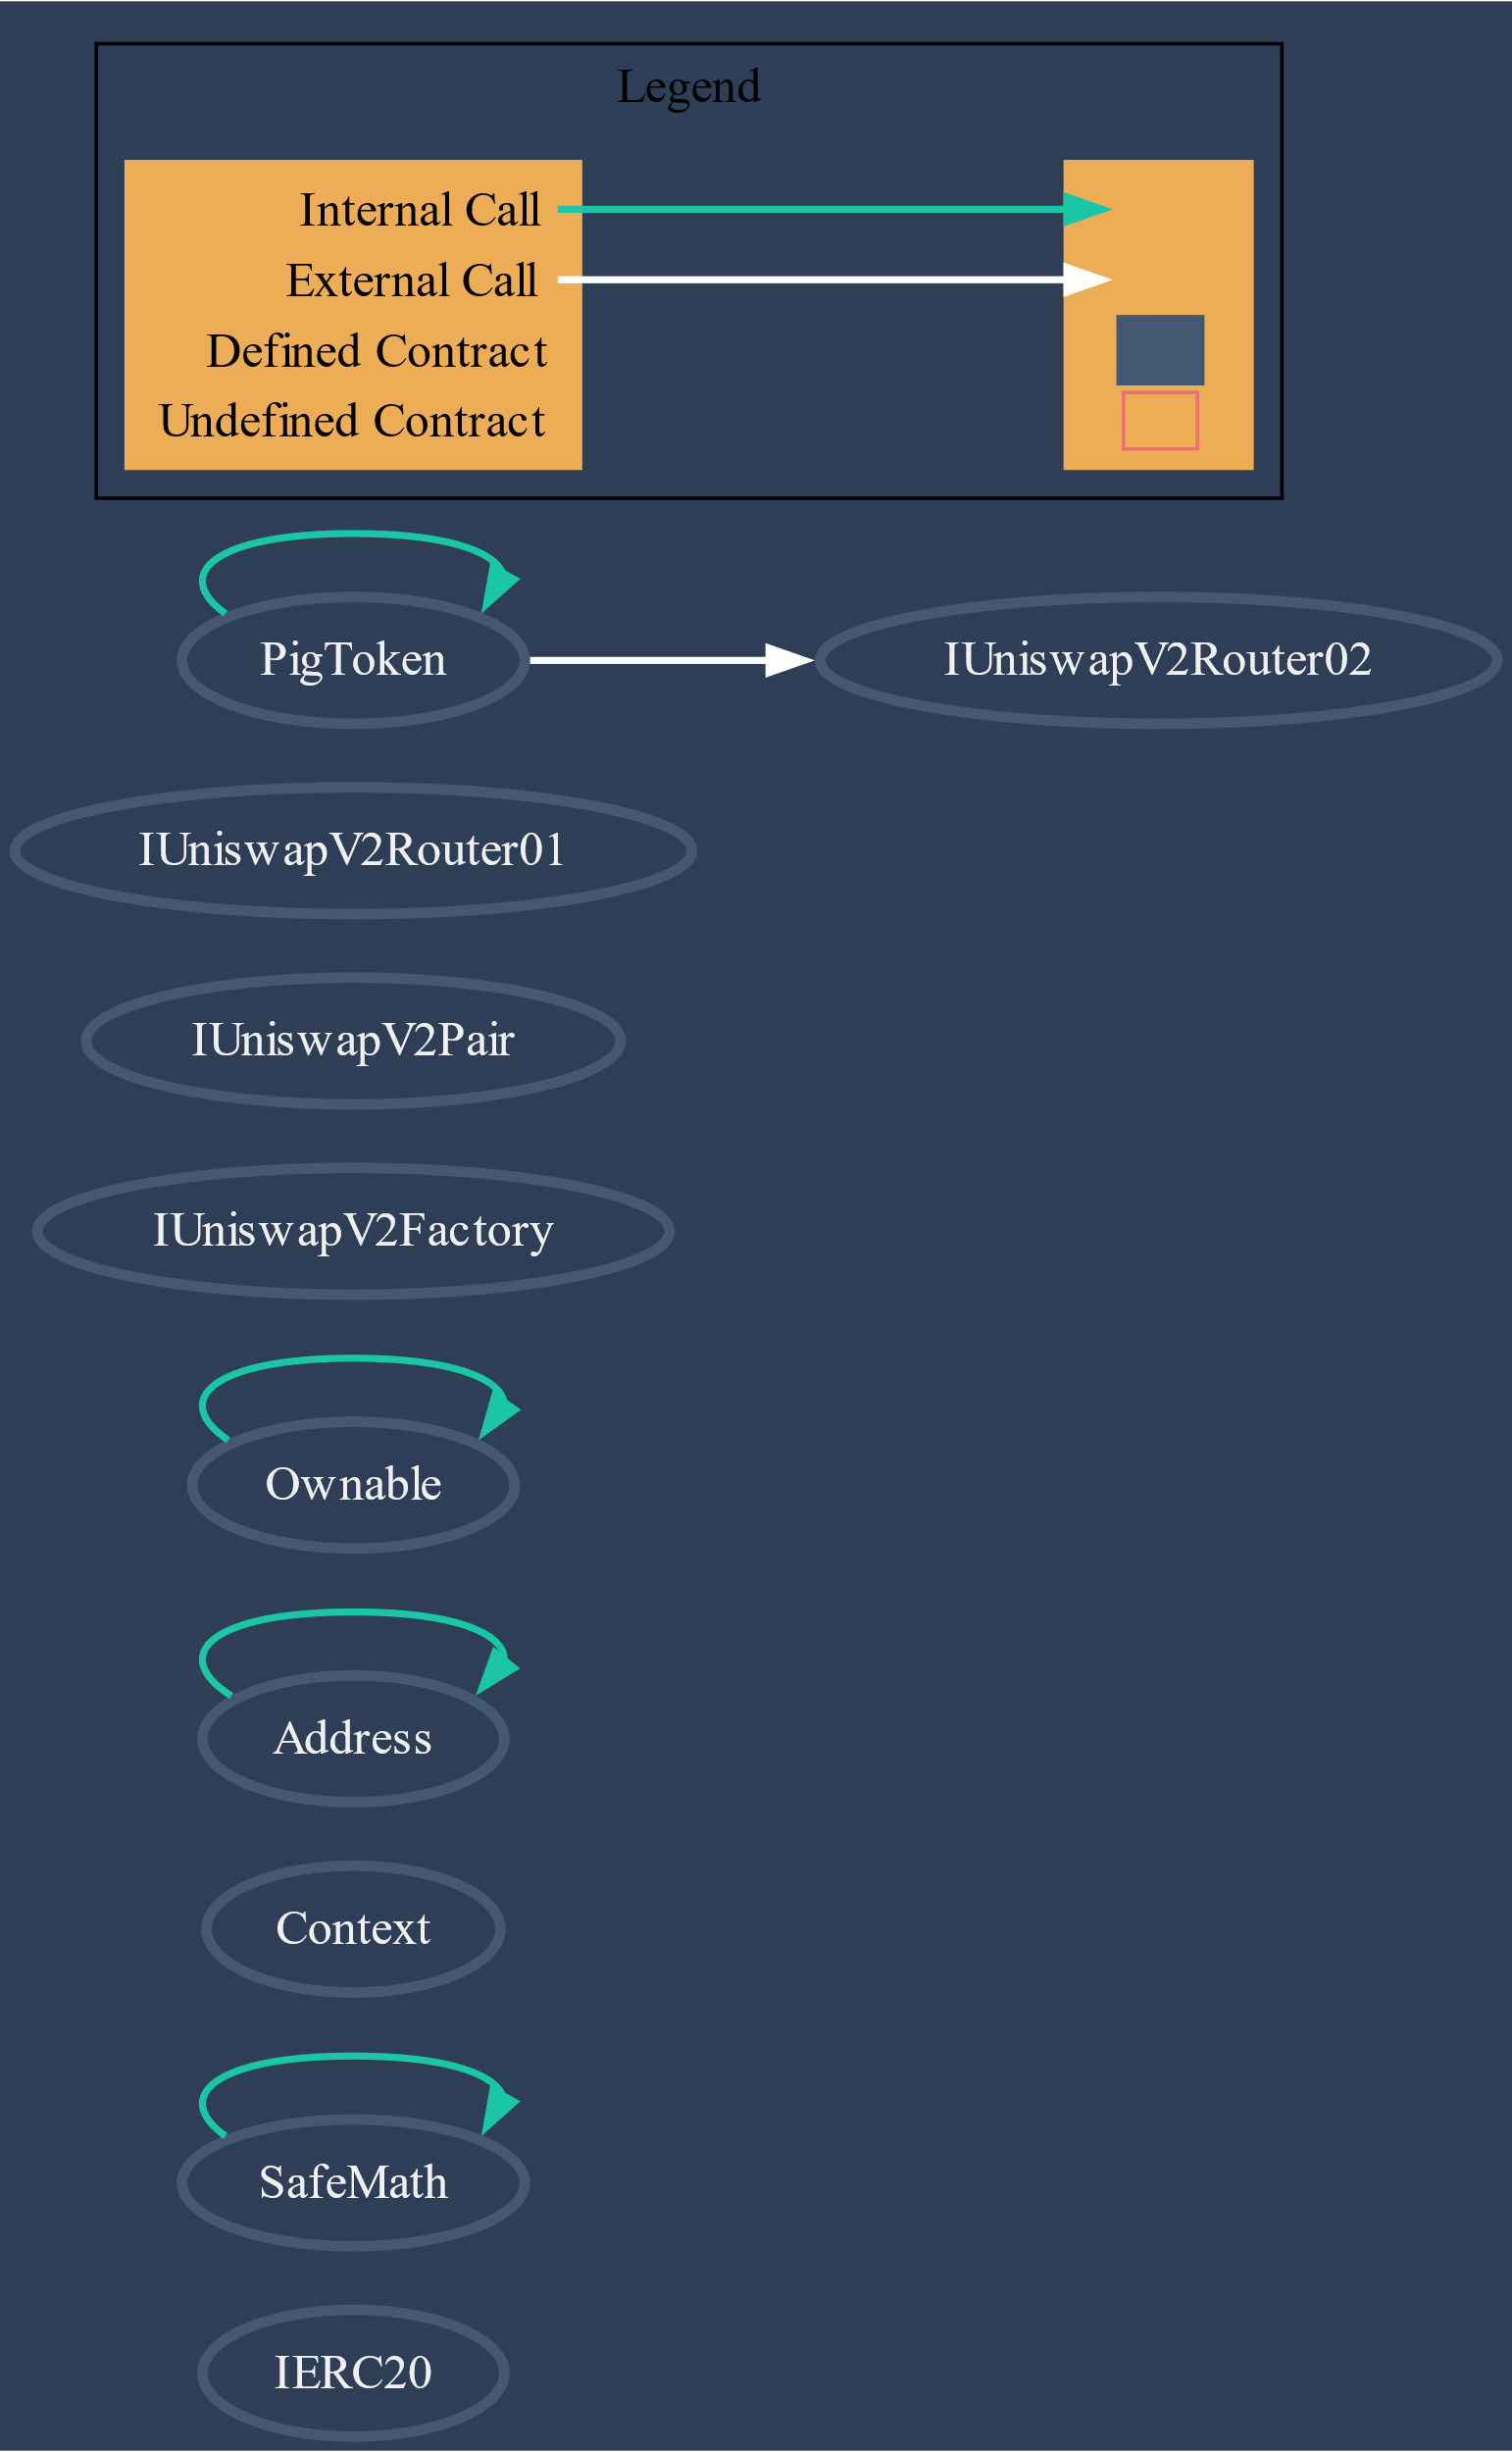 Legend
Internal Call
External Call
Defined Contract
Undefined Contract
PigToken
IUniswapV2Router02
IUniswapV2Router01
IUniswapV2Pair
IUniswapV2Factory
Ownable
Address
Context
SafeMath
IERC20